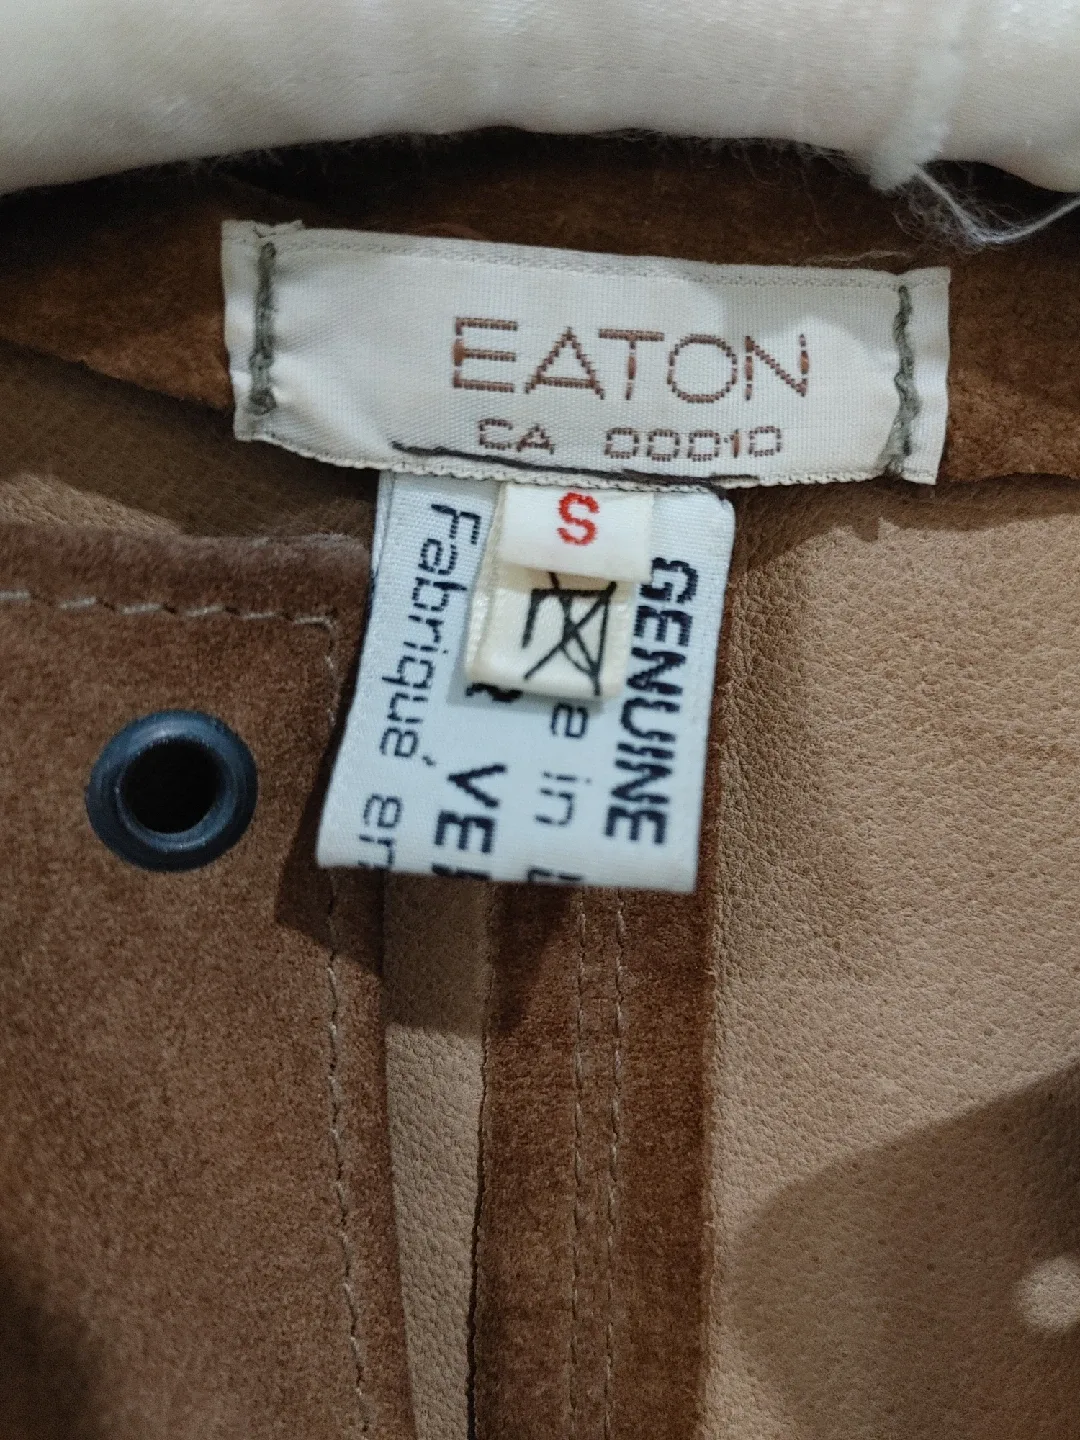 EATON
CA 00010
S
GENUINE
in
VE
Fabriqué en